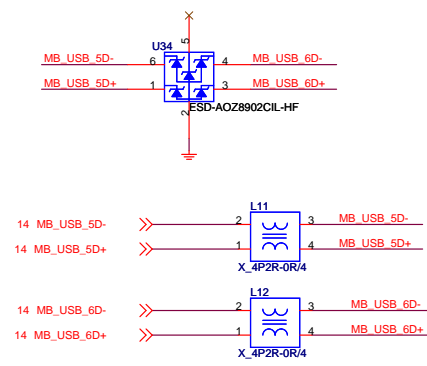 5
U34
MB_USB_5D- 6 4 MB_USB_6D-
MB_USB_5D+ 1 3 MB_USB_6D+
ESD-AOZ8902CIL-HF
2
L11
14 MB_USB_5D- 2 3 MB_USB_5D-
14 MB_USB_5D+ 1 4 MB_USB_5D+
X_4P2R-0R/4
L12
14 MB_USB_6D- 2 3 MB_USB_6D-
14 MB_USB_6D+ 1 4 MB_USB_6D+
X_4P2R-0R/4